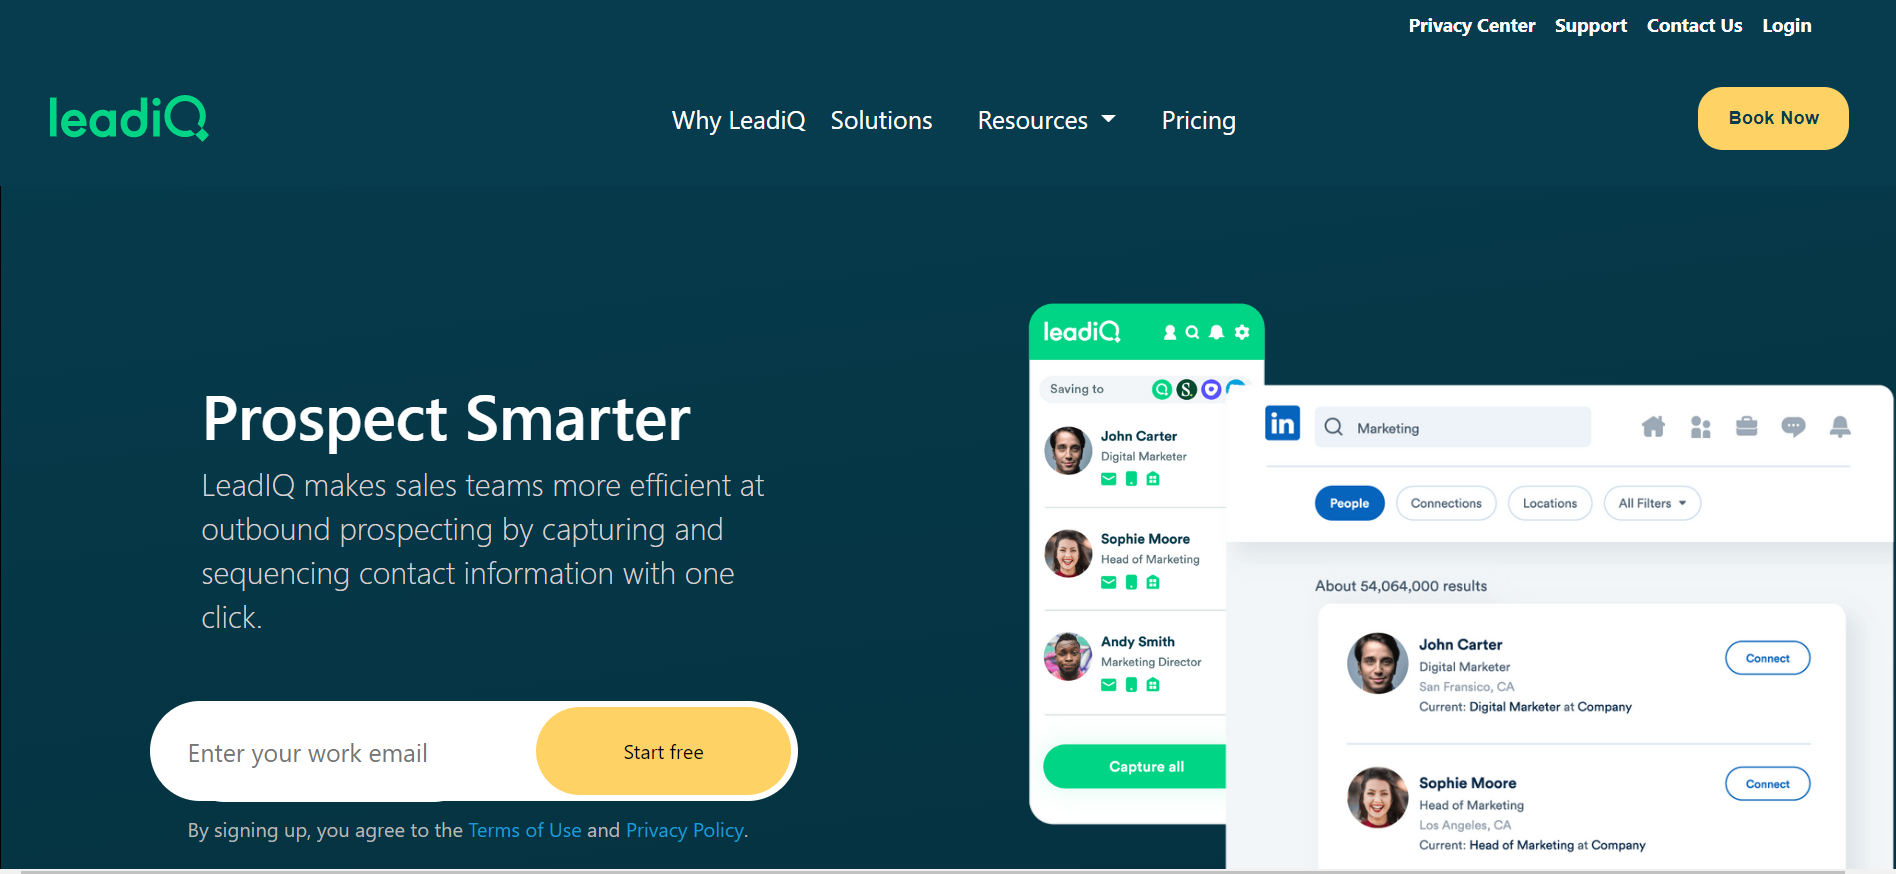 Privacy Center Support Contact Us Login
leadiQ
Why LeadiQ Solutions Resources Pricing
Book Now
Prospect Smarter
LeadIQ makes sales teams more efficient at
outbound prospecting by capturing and
sequencing contact information with one
click.
Enter your work email
Start free
By signing up, you agree to the Terms of Use and Privacy Policy.
leadiQ
Saving to
S.
John Carter
Digital Marketer
Sophie Moore
Head of Marketing
Andy Smith
Marketing Director
Capture all
in
Marketing
People Connections Locations All Filters
About 54,064,000 results
John Carter
Digital Marketer
San Fransico, CA
Current: Digital Marketer at Company
Connect
Sophie Moore
Head of Marketing
Los Angeles, CA
Current: Head of Marketing at Company
Connect